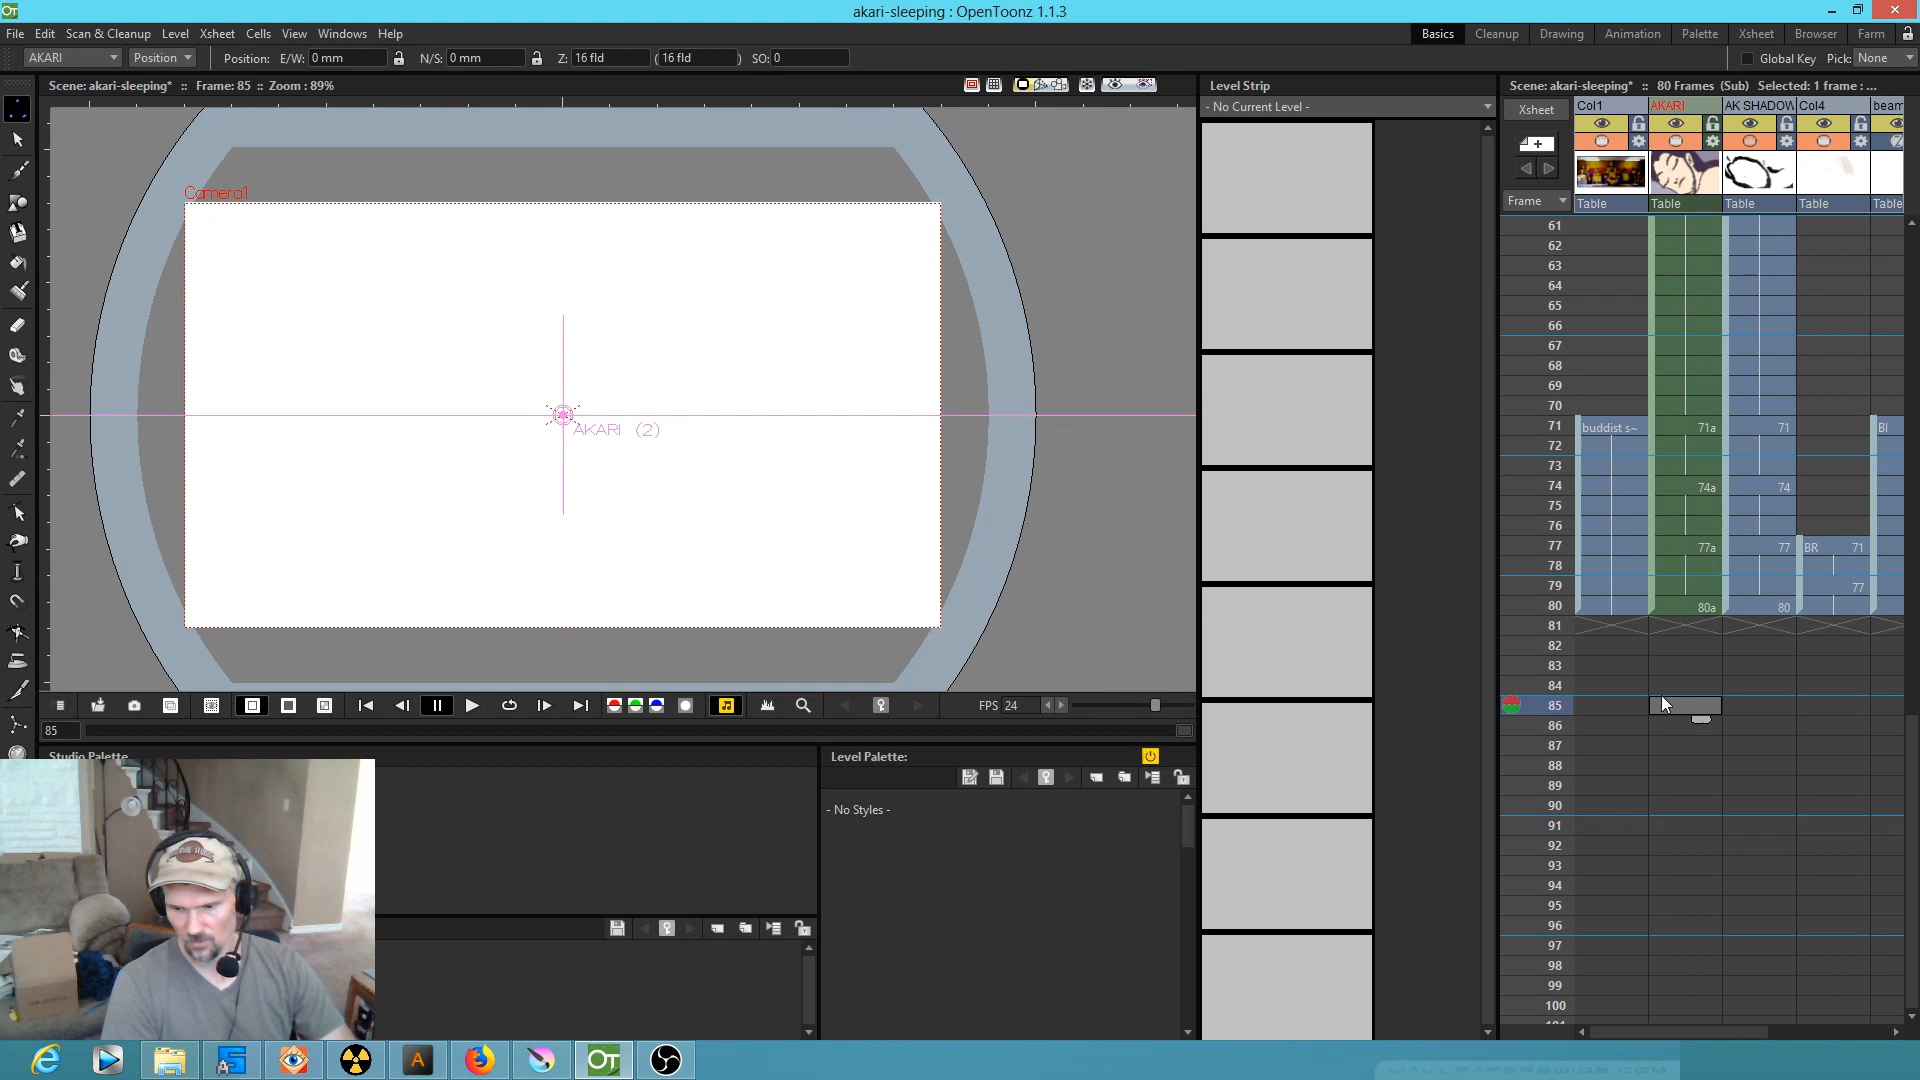 akari-sleeping : OpenToonz 1.1.3
File Edit Scan & Cleanup Level Xsheet Cells View Windows Help
Basics Cleanup Drawing Animation Palette Xsheet Browser Farm
AKARI Position Position: E/W: 0 mm N/S: 0 mm Z: 16 fld ( 16 fld ) SO: 0 Global Key Pick: None
Scene: akari-sleeping* :: Frame: 85 :: Zoom : 89%
Level Strip
Scene: akari-sleeping* :: 80 Frames (Sub) Selected: 1 frame : ...
- No Current Level -
Xsheet
Col1 AKARI AK SHADOW Col4 beam
Frame
Table Table Table Table Table
Camera1
AKARI (2)
61
62
63
64
65
66
67
68
69
70
71 buddist s~ 71a 71 Bl
72
73
74 74a 74
75
76
77 77a 77 BR 71
78
79 77
80 80a 80
81
82
83
84
85
86
87
88
89
90
91
92
93
94
95
96
97
98
99
100
FPS 24
85
Studio Palette
Level Palette:
- No Styles -
OT